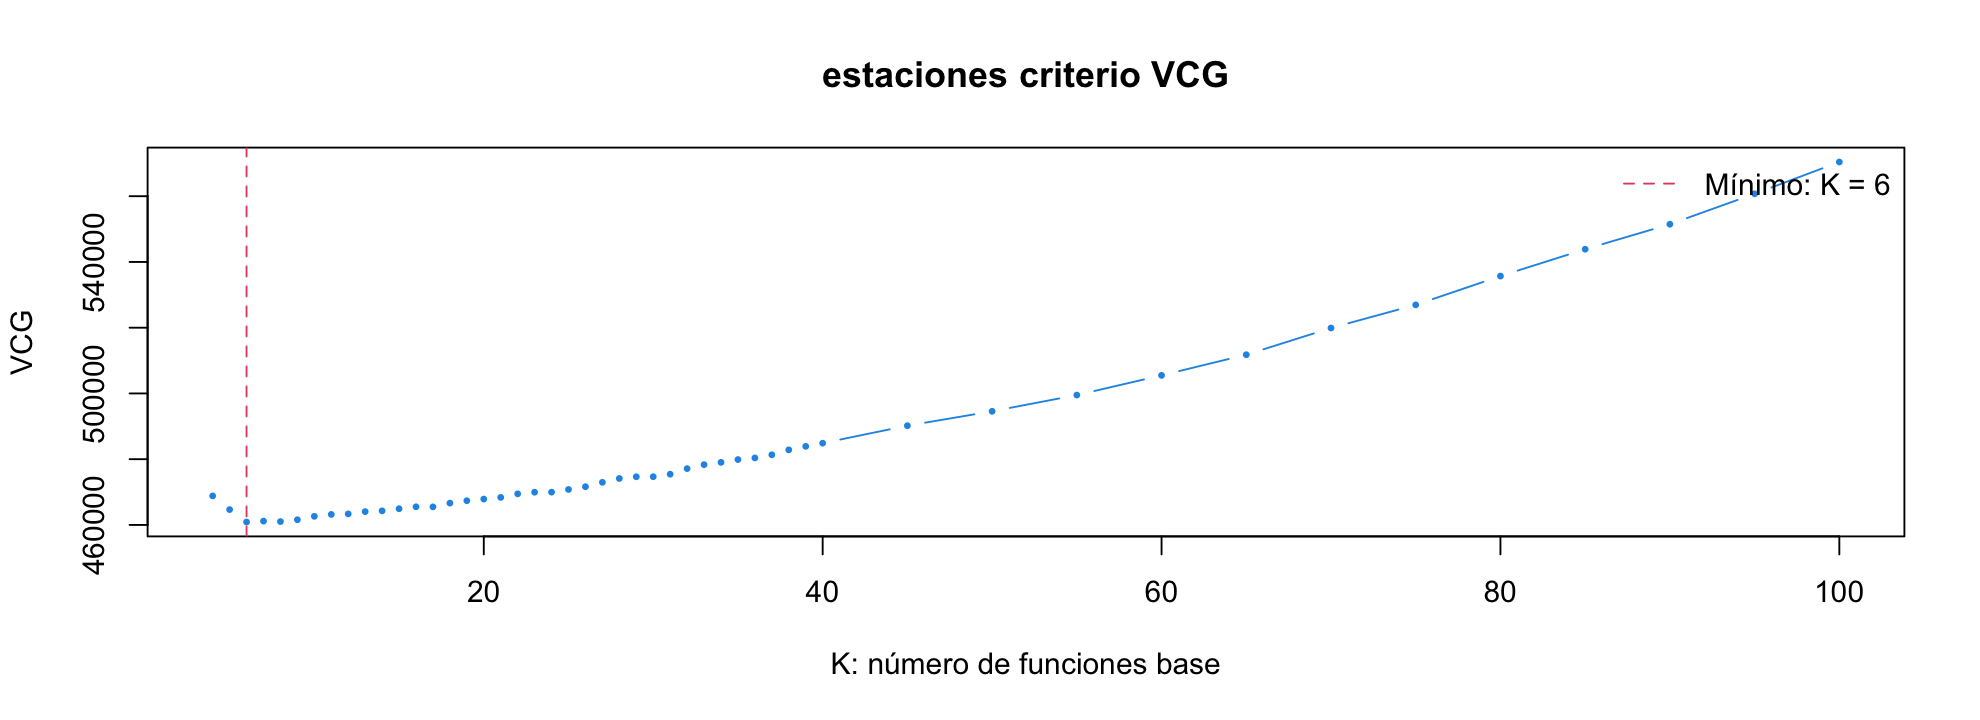 estaciones criterio VCG
Mínimo: K = 6
VCG
540000
500000
460000
20 40 60 80 100
K: número de funciones base